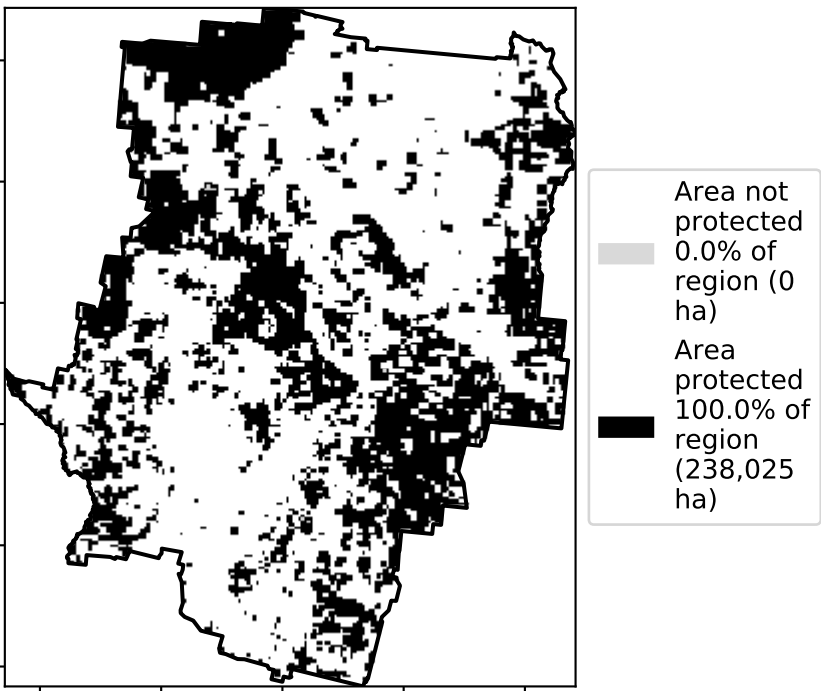 Area not
protected
0.0% of
region (0
ha)
Area
protected
100.0% of
region
(238,025
ha)